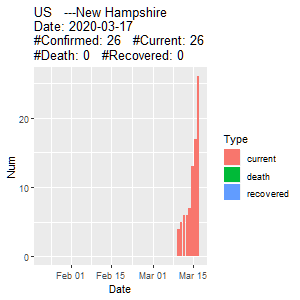 US   ---New Hampshire
Date: 2020-03-17
#Confirmed: 26   #Current: 26
#Death: 0   #Recovered: 0
Num
20
10
0
Feb 01   Feb 15   Mar 01   Mar 15
Date
Type
current
death
recovered